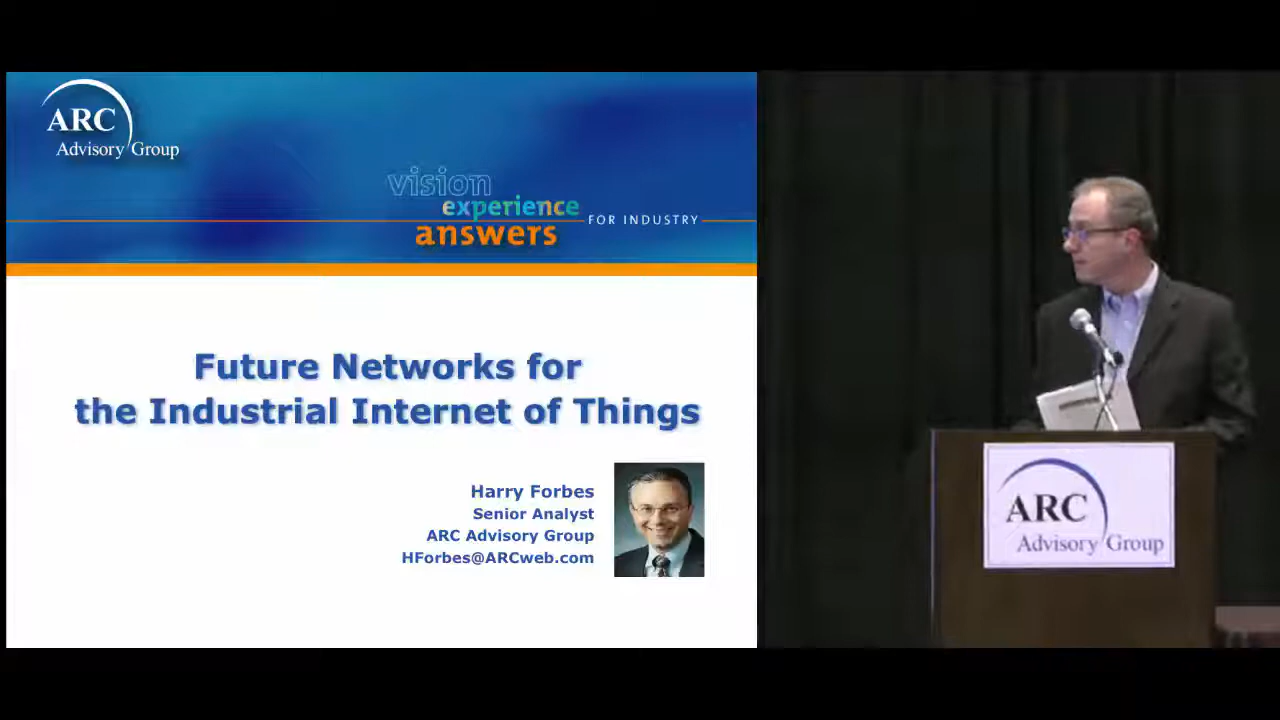 ARC
Advisory Group
vision
experience
FOR INDUSTRY
answers
Future Networks for
the Industrial Internet of Things
Harry Forbes
Senior Analyst
ARC Advisory Group
HForbes@ARCweb.com
ARC
Advisory Group